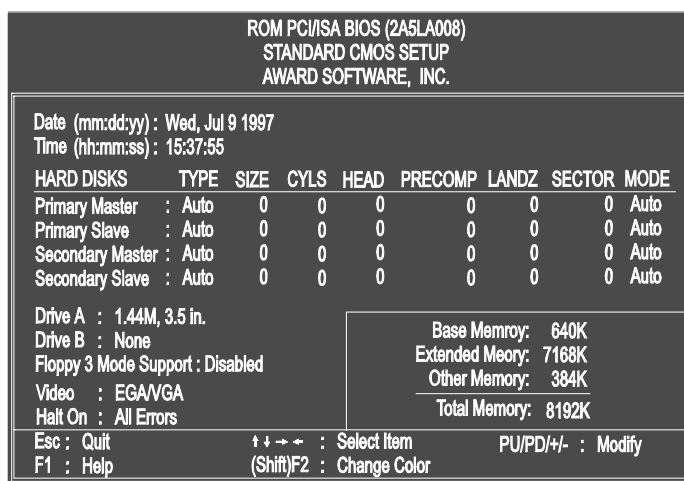 ROM PCI/ISA BIOS (2A5LA008)
STANDARD CMOS SETUP
AWARD SOFTWARE, INC.
Date (mm:dd:yy) : Wed, Jul 9 1997
Time (hh:mm:ss) : 15:37:55
HARD DISKS TYPE SIZE CYLS HEAD PRECOMP LANDZ SECTOR MODE
Primary Master : Auto 0 0 0 0 0 0 Auto
Primary Slave : Auto 0 0 0 0 0 0 Auto
Secondary Master : Auto 0 0 0 0 0 0 Auto
Secondary Slave : Auto 0 0 0 0 0 0 Auto
Drive A : 1.44M, 3.5 in.
Drive B : None
Floppy 3 Mode Support : Disabled
Video : EGA/VGA
Halt On : All Errors
Base Memroy: 640K
Extended Meory: 7168K
Other Memory: 384K
Total Memory: 8192K
Esc : Quit ↑ ↓ → ← : Select Item PU/PD/+/- : Modify
F1 : Help (Shift)F2 : Change Color